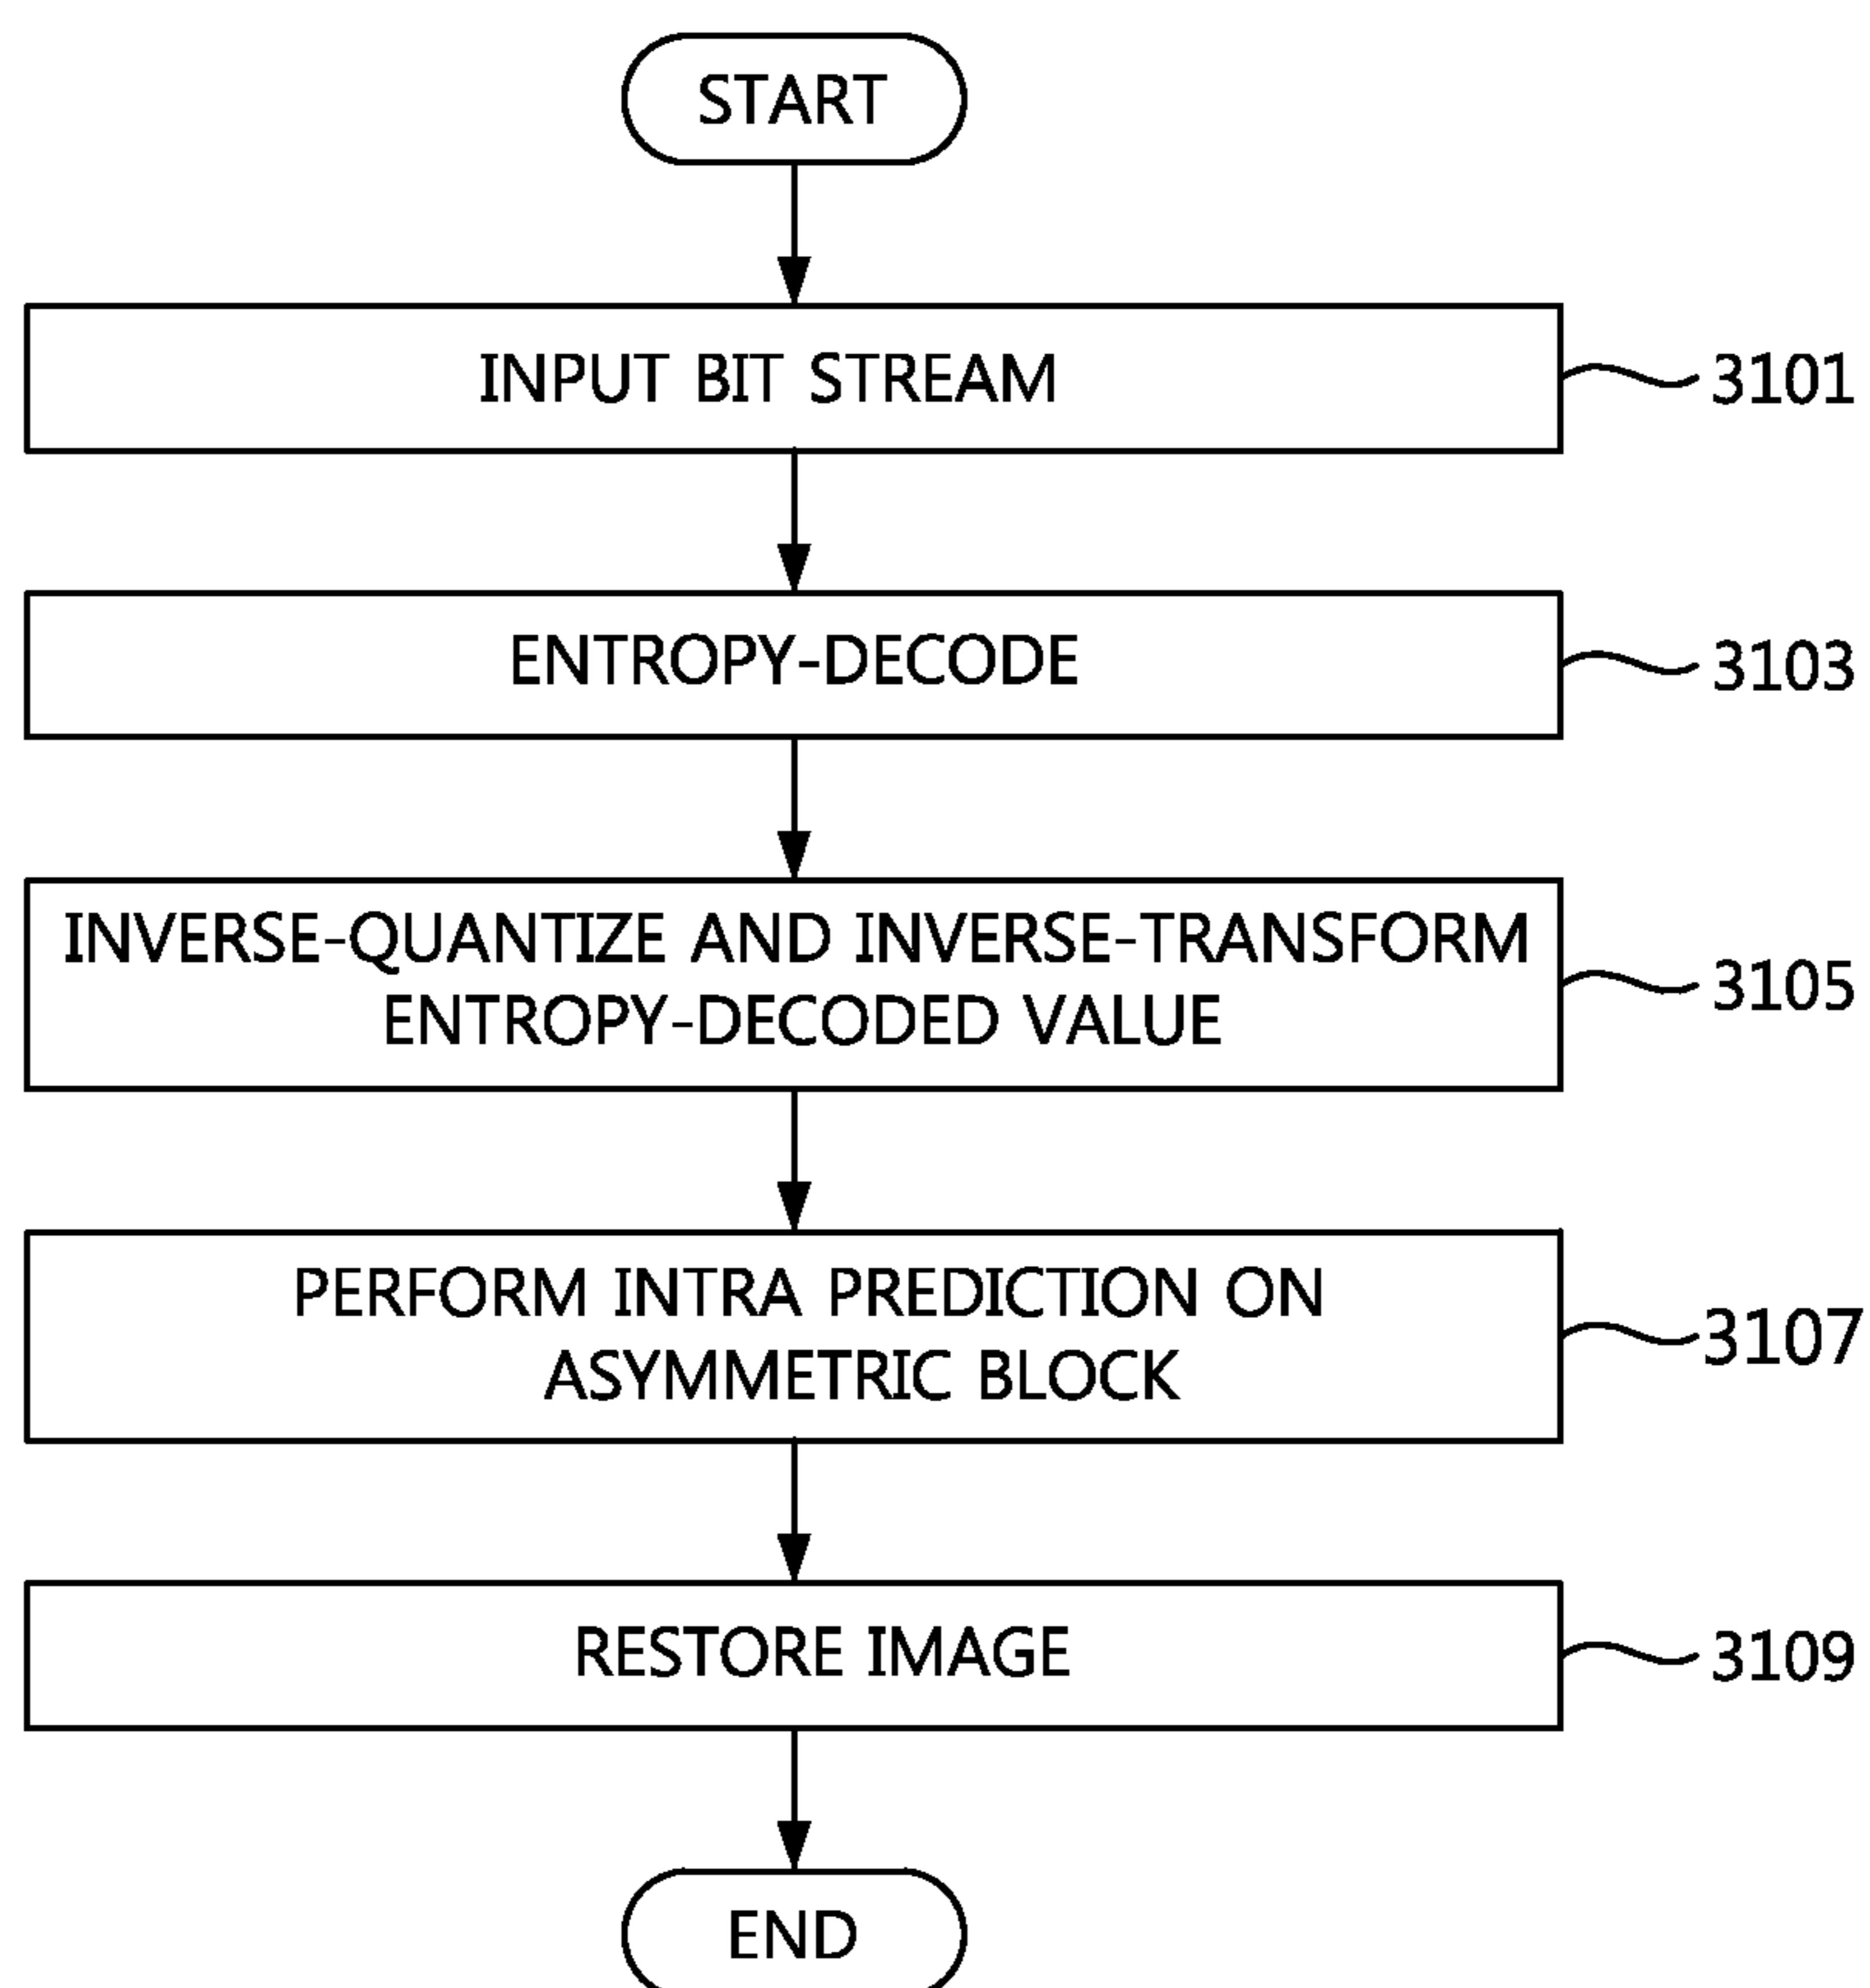 START
INPUT BIT STREAM
3101
ENTROPY-DECODE
3103
INVERSE-QUANTIZE AND INVERSE-TRANSFORM
ENTROPY-DECODED VALUE
3105
PERFORM INTRA PREDICTION ON
ASYMMETRIC BLOCK
3107
RESTORE IMAGE
3109
END